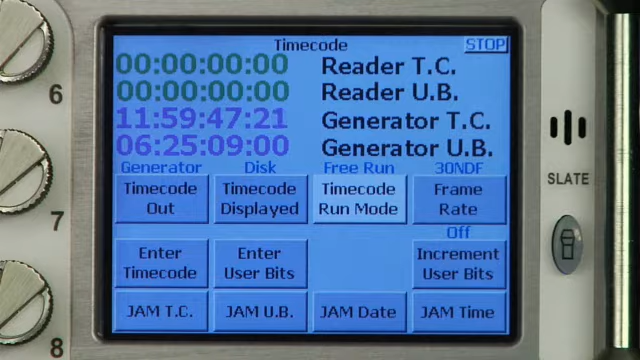 Timecode STOP
00:00:00:00 Reader T.C.
00:00:00:00 Reader U.B.
11:59:47:21 Generator T.C.
06:25:09:00 Generator U.B.
Generator Disk Free Run 30NDF
Timecode Out
Timecode Displayed
Timecode Run Mode
Frame Rate
Off
Enter Timecode
Enter User Bits
Increment User Bits
JAM T.C. JAM U.B. JAM Date JAM Time
6
7
8
SLATE